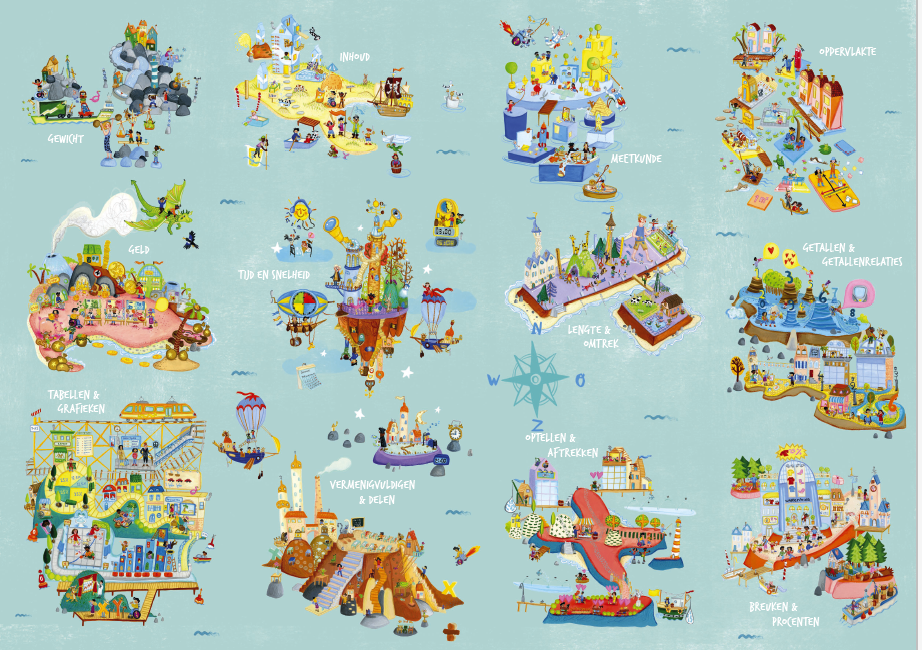 GEWICHT
INHOUD
MEETKUNDE
OPPERVLAKTE
GELD
TIJD EN SNELHEID
LENGTE &
OMTREK
GETALLEN &
GETALLENRELATIES
N
W
O
Z
TABELLEN &
GRAFIEKEN
VERMENIGVULDIGEN
& DELEN
OPTELLEN &
AFTREKKEN
BREUKEN &
PROCENTEN